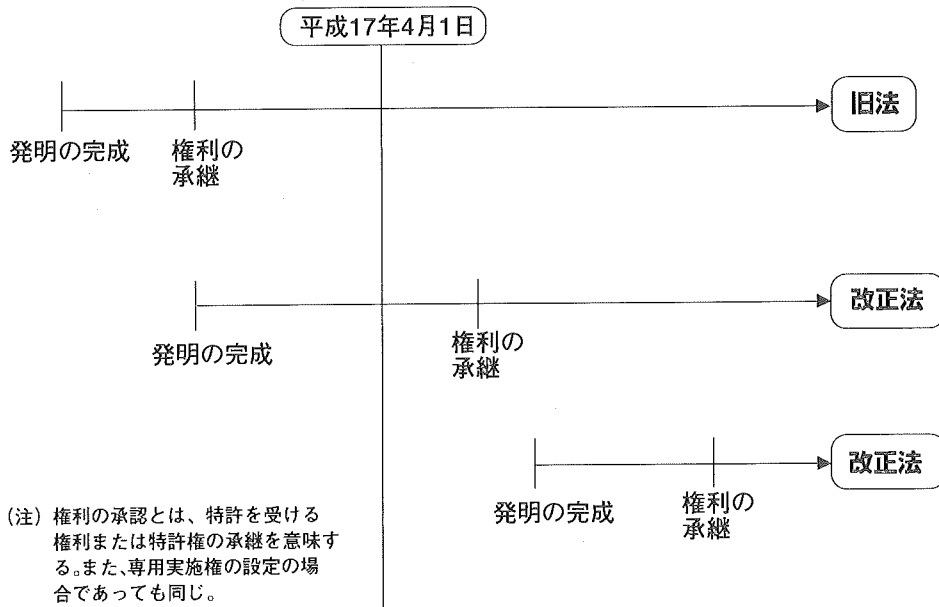 平成17年4月1日
旧法
発明の完成
権利の
承継
改正法
発明の完成
権利の
承継
改正法
発明の完成
権利の
承継
(注) 権利の承認とは、特許を受ける
権利または特許権の承継を意味す
る。また、専用実施権の設定の場
合であっても同じ。